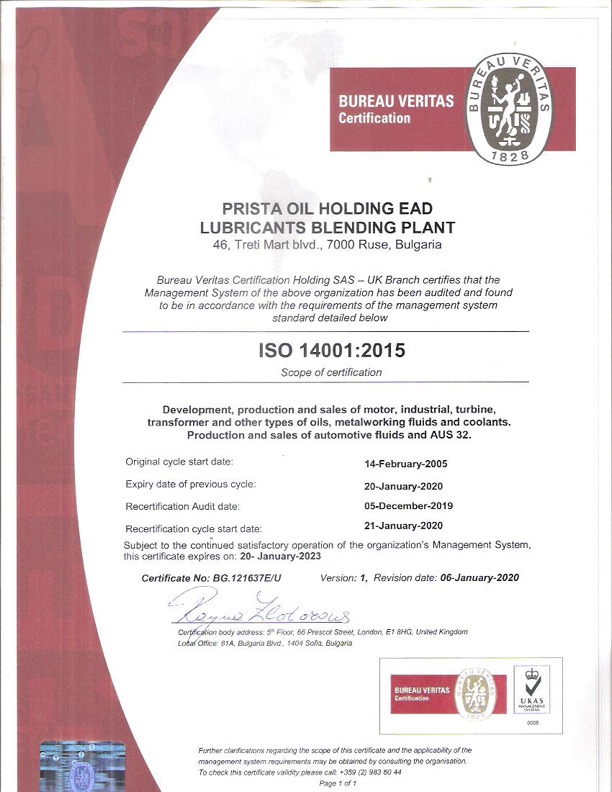 BUREAU VERITAS
Certification
BUREAU VERITAS
1828
PRISTA OIL HOLDING EAD
LUBRICANTS BLENDING PLANT
46, Treti Mart blvd., 7000 Ruse, Bulgaria
Bureau Veritas Certification Holding SAS – UK Branch certifies that the
Management System of the above organization has been audited and found
to be in accordance with the requirements of the management system
standard detailed below
ISO 14001:2015
Scope of certification
Development, production and sales of motor, industrial, turbine,
transformer and other types of oils, metalworking fluids and coolants.
Production and sales of automotive fluids and AUS 32.
Original cycle start date: 14-February-2005
Expiry date of previous cycle: 20-January-2020
Recertification Audit date: 05-December-2019
Recertification cycle start date: 21-January-2020
Subject to the continued satisfactory operation of the organization's Management System,
this certificate expires on: 20- January-2023
Certificate No: BG.121637E/U Version: 1, Revision date: 06-January-2020
Certification body address: 5th Floor, 66 Prescot Street, London, E1 8HG, United Kingdom
Local Office: 81A, Bulgaria Blvd., 1404 Sofia, Bulgaria
BUREAU VERITAS
Certification
BUREAU VERITAS
1828
UKAS
MANAGEMENT
SYSTEMS
0008
Further clarifications regarding the scope of this certificate and the applicability of the
management system requirements may be obtained by consulting the organisation.
To check this certificate validity please call: +359 (2) 983 60 44
Page 1 of 1